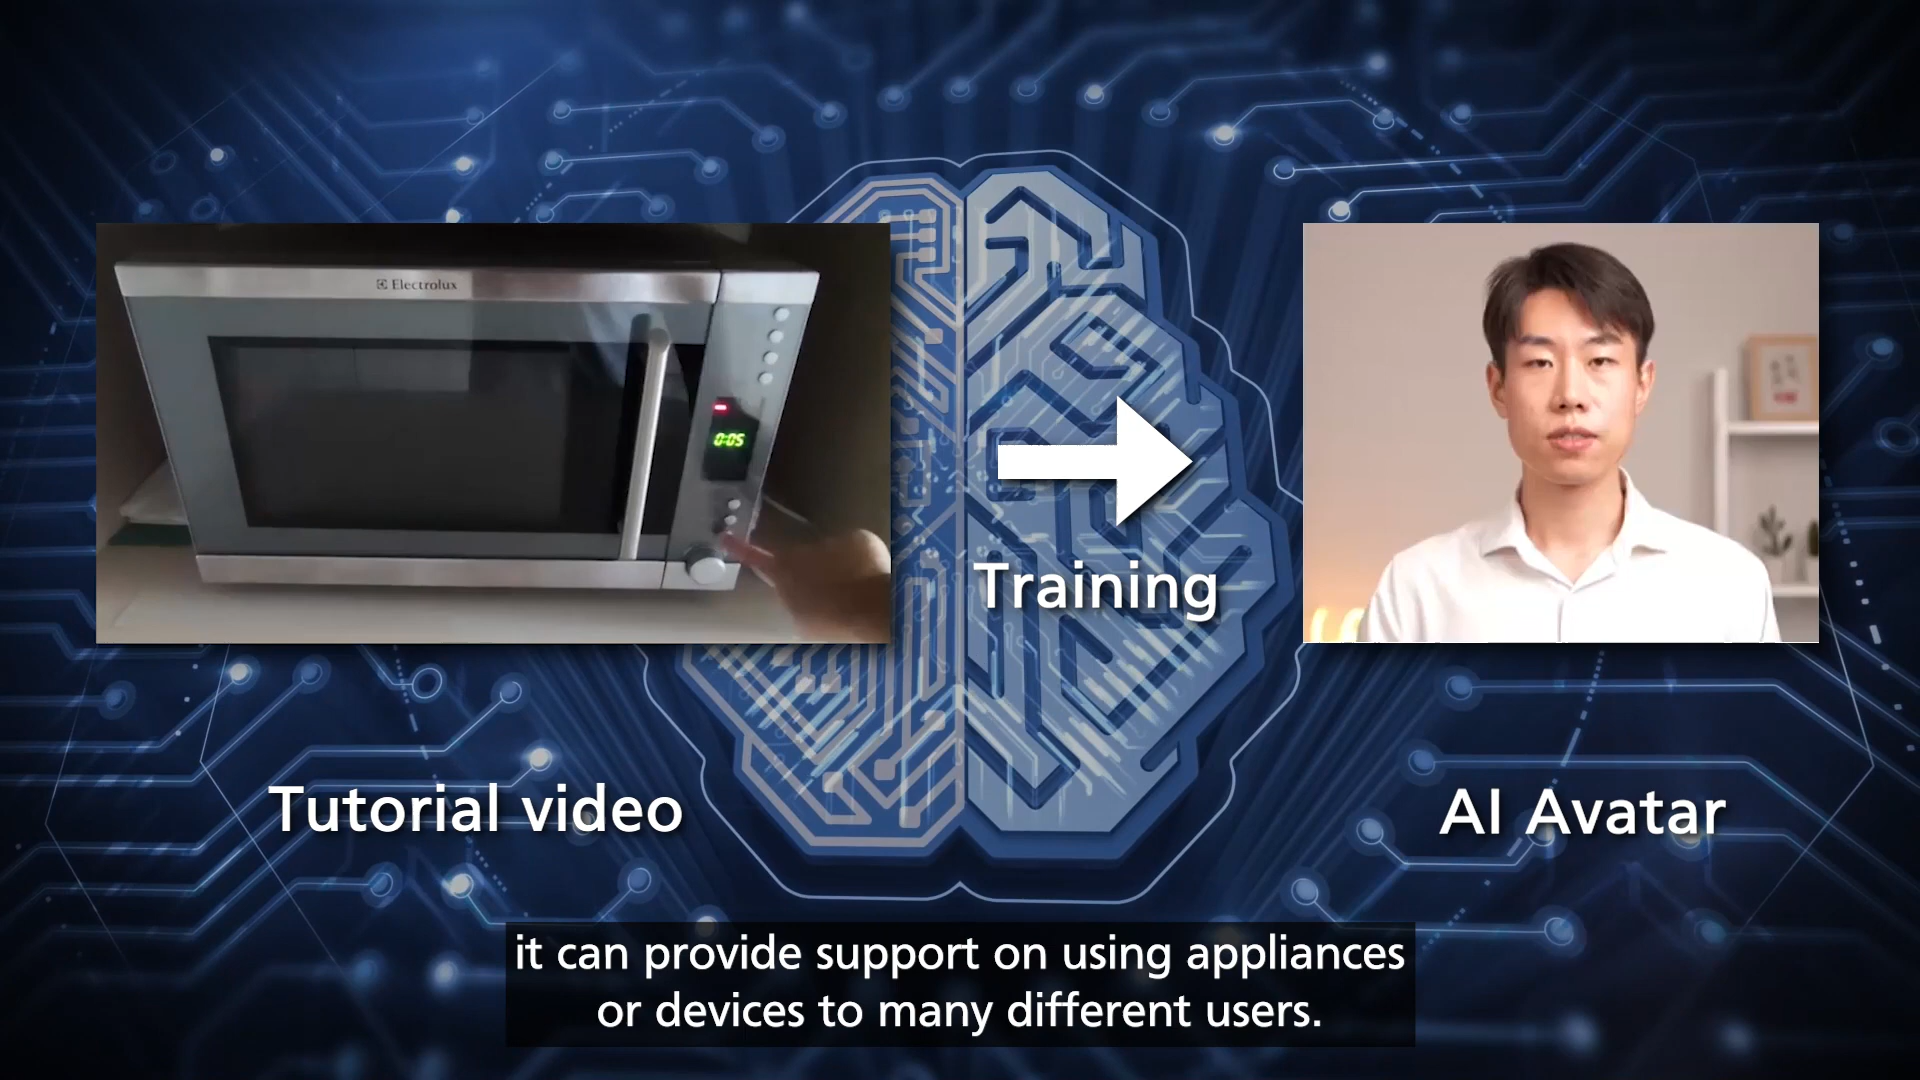 Electrolux
0:05
Training
Tutorial video
AI Avatar
it can provide support on using appliances
or devices to many different users.